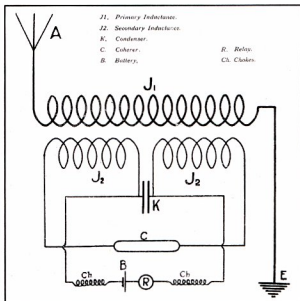 J1, Primary Inductance.
J2. Secondary Inductance.
K, Condenser.
C. Coherer.
R. Relay.
B. Battery.
Ch. Chokes.
A
J1
J2
J2
K
C
Ch
B
R
Ch
E